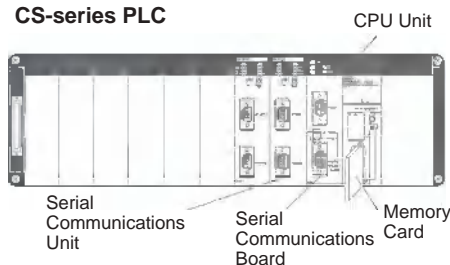 CS-series PLC
CPU Unit
Serial
Communications
Unit
Serial
Communications
Board
Memory
Card